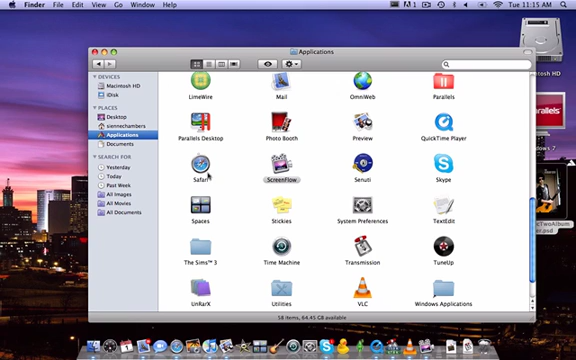 Finder File Edit View Go Window Help
Tue 11:15 AM
Applications
DEVICES
Macintosh HD
iDisk
PLACES
Desktop
siennechambers
Applications
Documents
SEARCH FOR
Yesterday
Today
Past Week
All Images
All Movies
All Documents
LimeWire Mail OmniWeb Parallels
Parallels Desktop Photo Booth Preview QuickTime Player
Safari ScreenFlow Senuti Skype
Spaces Stickies System Preferences TextEdit
The Sims™ 3 Time Machine Transmission TuneUp
UnRarX Utilities VLC Windows Applications
58 items, 64.45 GB available